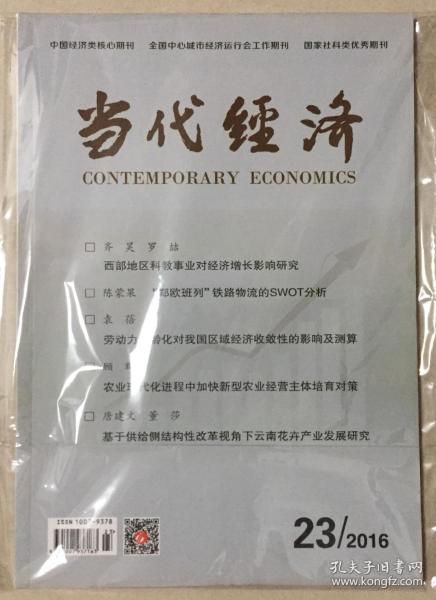 中国经济类核心期刊 全国中心城市经济运行会工作期刊 国家社科类优秀期刊
当代經济
CONTEMPORARY ECONOMICS
□ 齐昊 罗喆
西部地区科教事业对经济增长影响研究
□ 陈蒙果 “郑欧班列”铁路物流的SWOT分析
□ 袁蓓
劳动力 龄化对我国区域经济收敛性的影响及测算
□ 顾
农业现代化进程中加快新型农业经营主体培育对策
□ 唐建文 董莎
基于供给侧结构性改革视角下云南花卉产业发展研究
ISSN 1007-9378
23/2016
孔夫子旧书网
www.kongfz.com